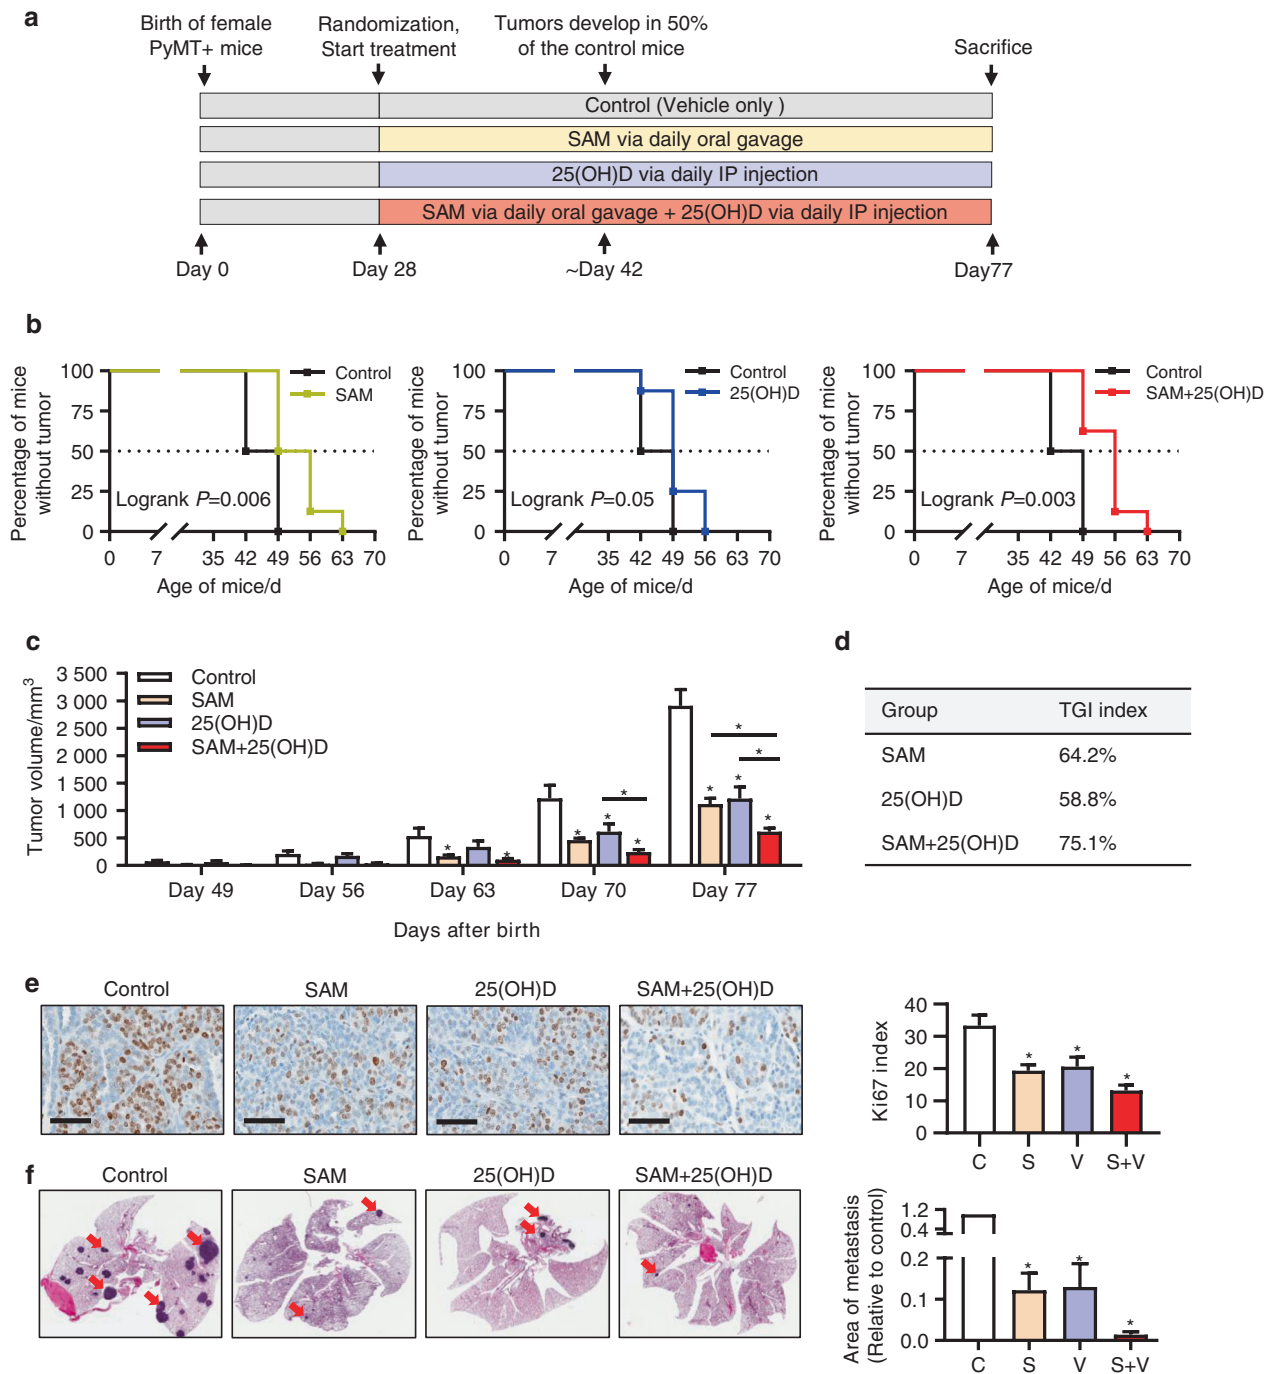 a
Birth of female
PyMT+ mice
Randomization,
Start treatment
Tumors develop in 50%
of the control mice
Sacrifice
Control (Vehicle only )
SAM via daily oral gavage
25(OH)D via daily IP injection
SAM via daily oral gavage + 25(OH)D via daily IP injection
Day 0
Day 28
~Day 42
Day77
b
Percentage of mice
without tumor
100
75
50
25
0
Control
SAM
Logrank P=0.006
0 7 35 42 49 56 63 70
Age of mice/d
Percentage of mice
without tumor
100
75
50
25
0
Control
25(OH)D
Logrank P=0.05
0 7 35 42 49 56 63 70
Age of mice/d
Percentage of mice
without tumor
100
75
50
25
0
Control
SAM+25(OH)D
Logrank P=0.003
0 7 35 42 49 56 63 70
Age of mice/d
c
Tumor volume/mm³
3 500
3 000
2 500
2 000
1 500
1 000
500
0
Control
SAM
25(OH)D
SAM+25(OH)D
* * * * * * * * * * *
Day 49 Day 56 Day 63 Day 70 Day 77
Days after birth
d
Group TGI index
SAM 64.2%
25(OH)D 58.8%
SAM+25(OH)D 75.1%
e
Control SAM 25(OH)D SAM+25(OH)D
Ki67 index
40
30
20
10
0
* * *
C S V S+V
f
Control SAM 25(OH)D SAM+25(OH)D
Area of metastasis
(Relative to control)
1.2
0.4
0.2
0.1
0.0
* * *
C S V S+V